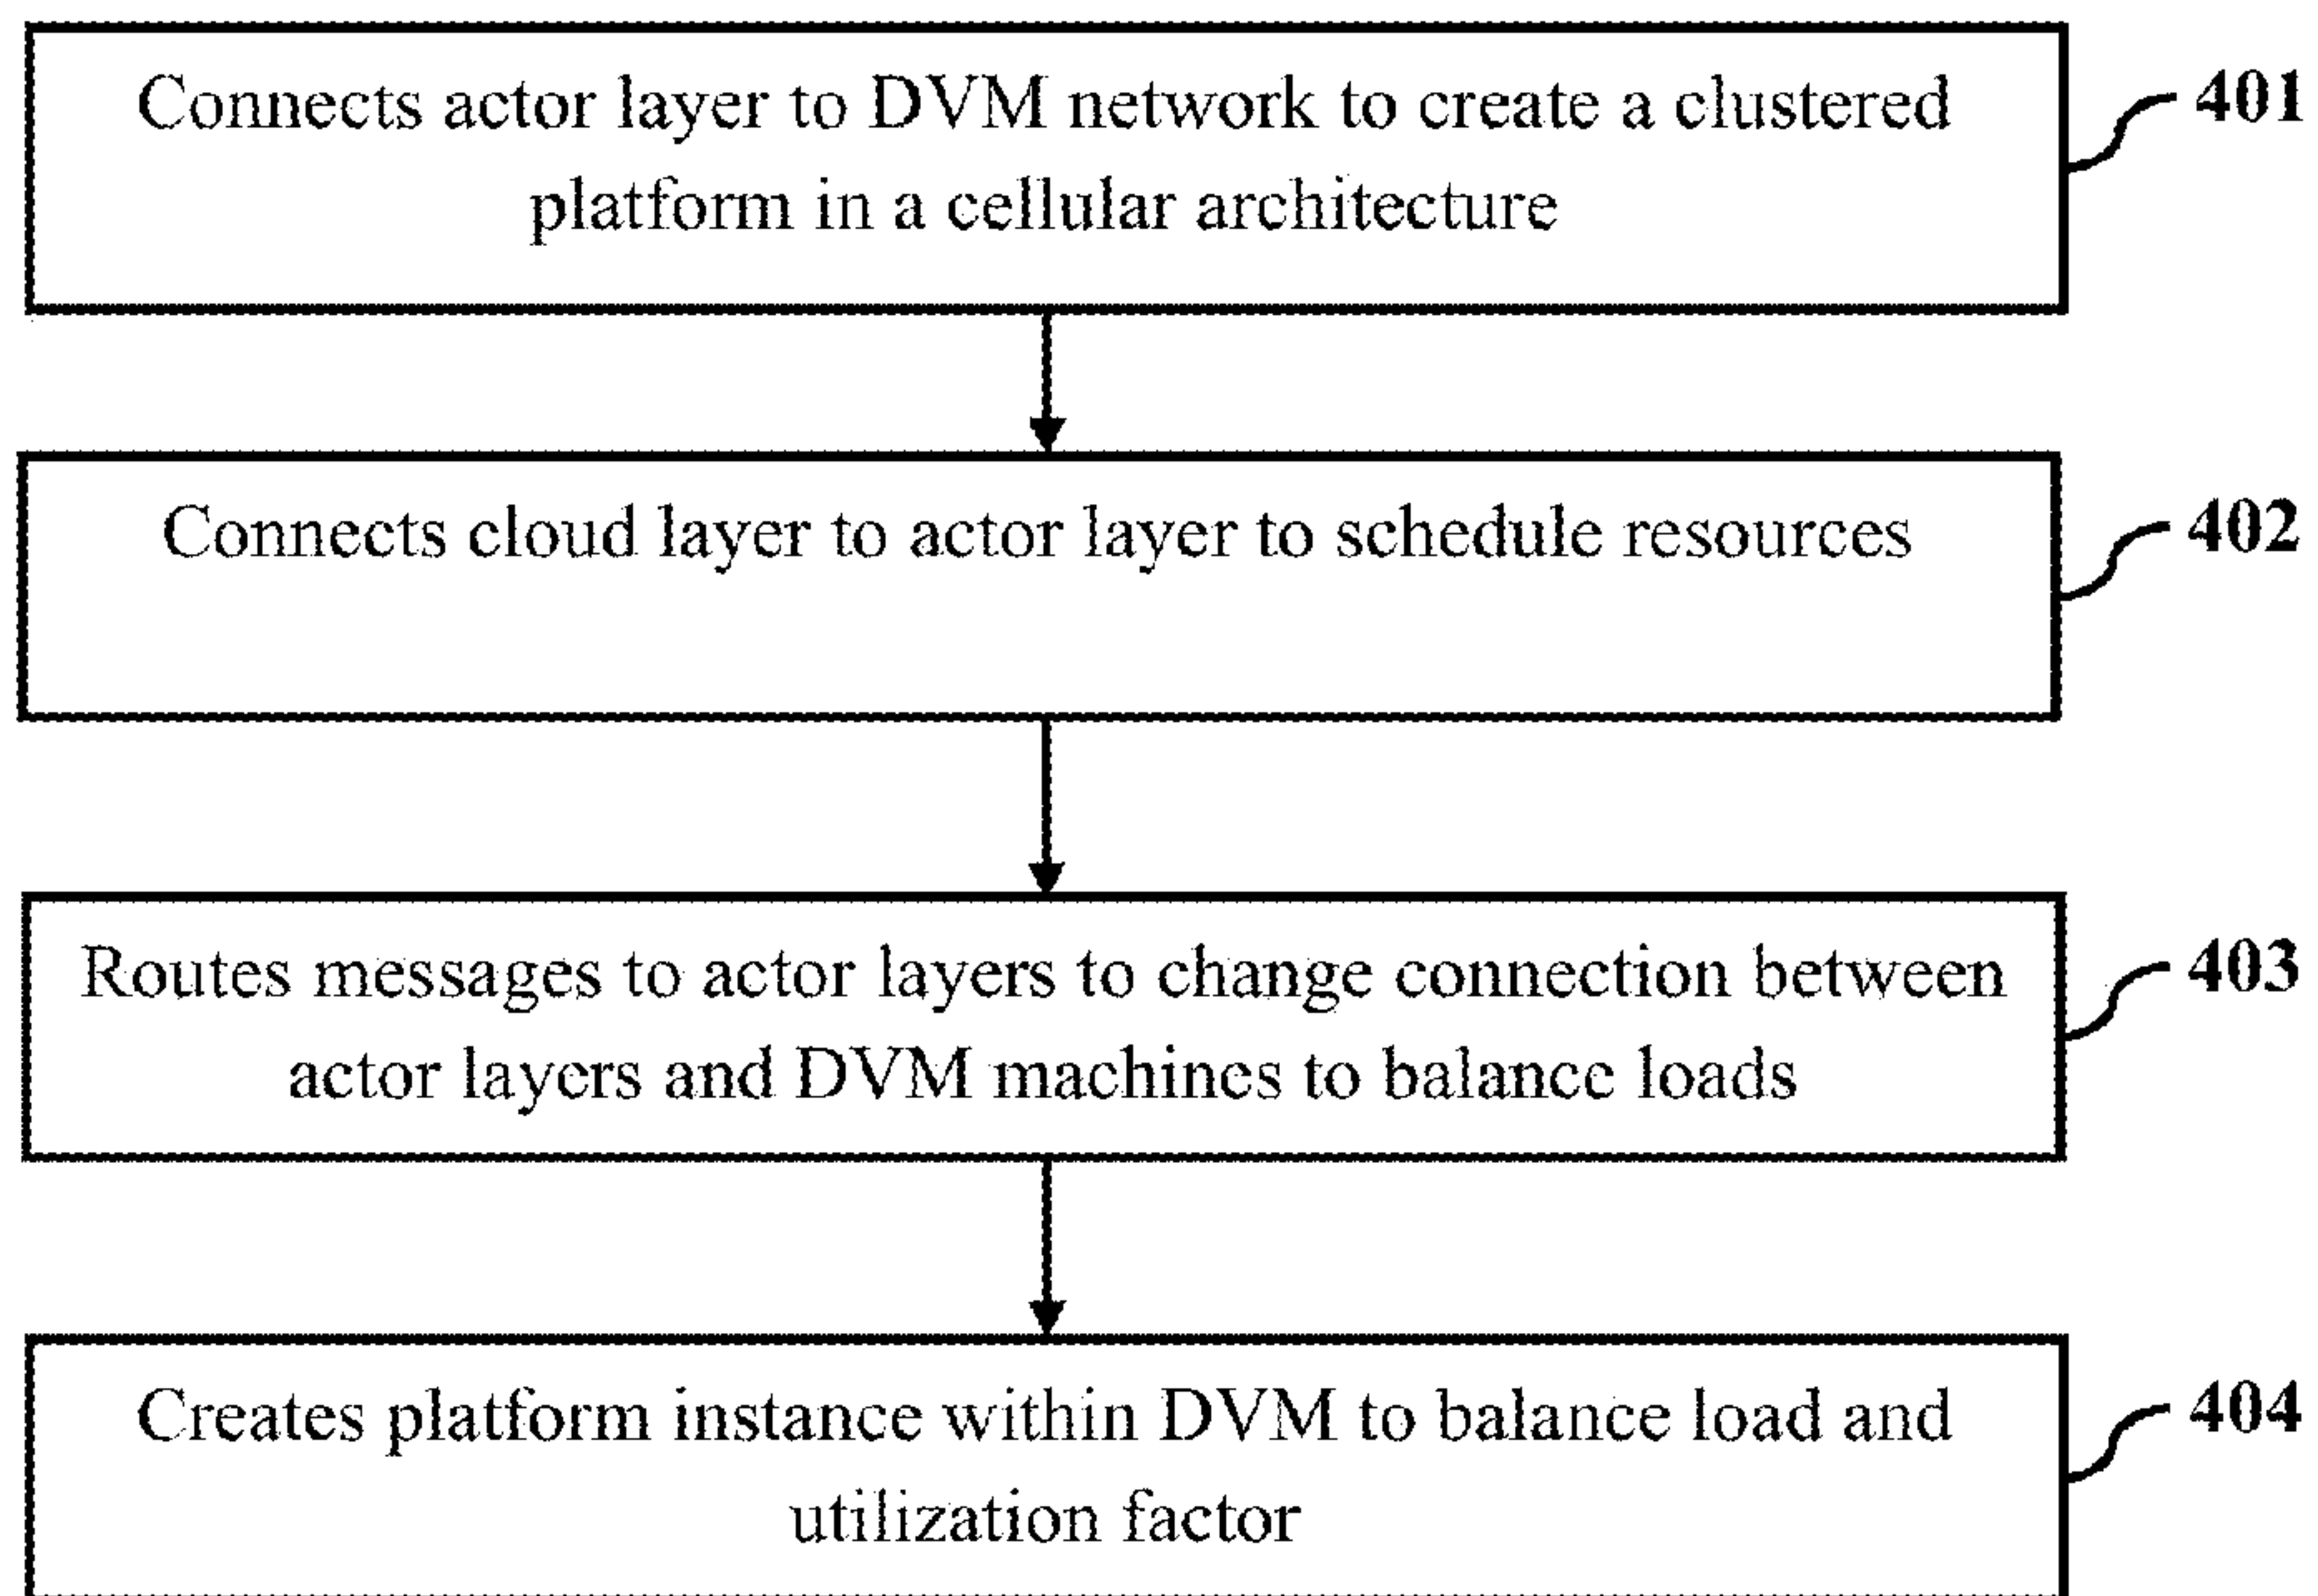 Connects actor layer to DVM network to create a clustered
platform in a cellular architecture
401
Connects cloud layer to actor layer to schedule resources
402
Routes messages to actor layers to change connection between
actor layers and DVM machines to balance loads
403
Creates platform instance within DVM to balance load and
utilization factor
404